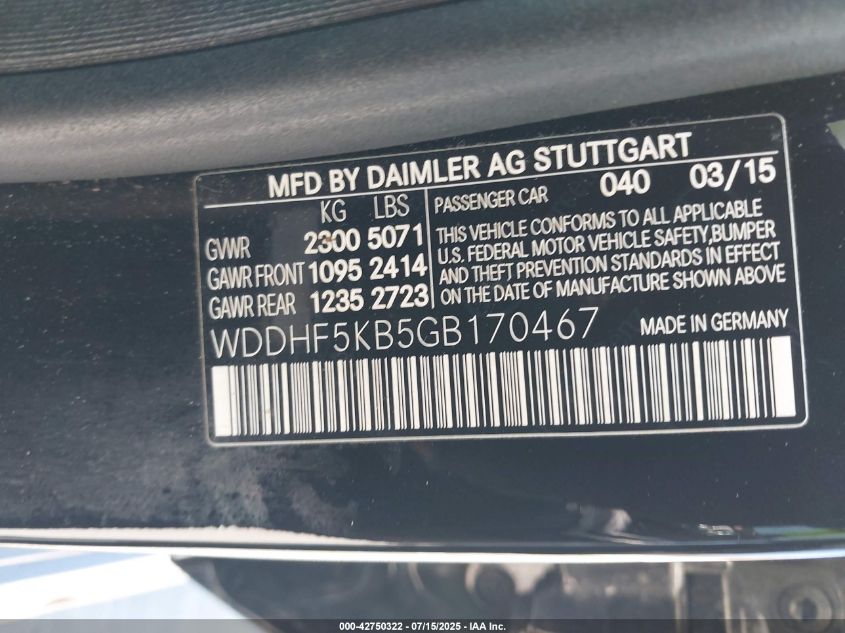 MFD BY DAIMLER AG STUTTGART
KG LBS PASSENGER CAR 040 03/15
GVWR 2300 5071
GAWR FRONT 1095 2414
GAWR REAR 1235 2723
THIS VEHICLE CONFORMS TO ALL APPLICABLE
U.S. FEDERAL MOTOR VEHICLE SAFETY,BUMPER
AND THEFT PREVENTION STANDARDS IN EFFECT
ON THE DATE OF MANUFACTURE SHOWN ABOVE
WDDHF5KB5GB170467 MADE IN GERMANY
000-42750322 - 07/15/2025 - IAA Inc.